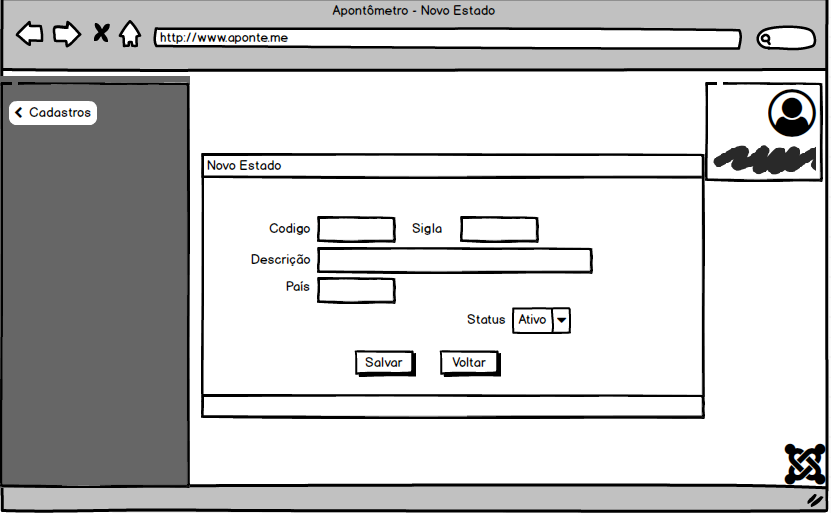 Apontômetro - Novo Estado
http://www.aponte.me
Cadastros
Novo Estado
Codigo
Sigla
Descrição
País
Status Ativo
Salvar
Voltar